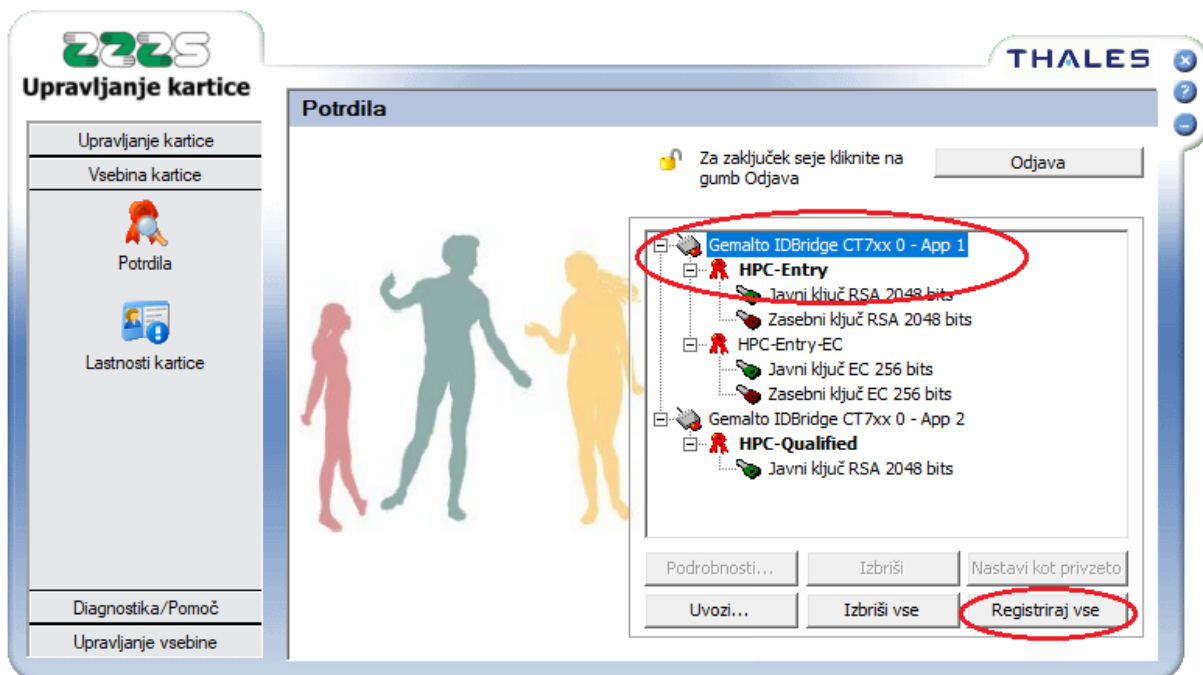 ZZZS
Upravljanje kartice
THALES
Upravljanje kartice
Vsebina kartice
Potrdila
Lastnosti kartice
Diagnostika/Pomoč
Upravljanje vsebine
Potrdila
Za zaključek seje kliknite na
gumb Odjava
Odjava
Gemalto IDBridge CT7xx 0 - App 1
HPC-Entry
Javni ključ RSA 2048 bits
Zasebni ključ RSA 2048 bits
HPC-Entry-EC
Javni ključ EC 256 bits
Zasebni ključ EC 256 bits
Gemalto IDBridge CT7xx 0 - App 2
HPC-Qualified
Javni ključ RSA 2048 bits
Podrobnosti...
Izbriši
Nastavi kot privzeto
Uvozi...
Izbriši vse
Registriraj vse